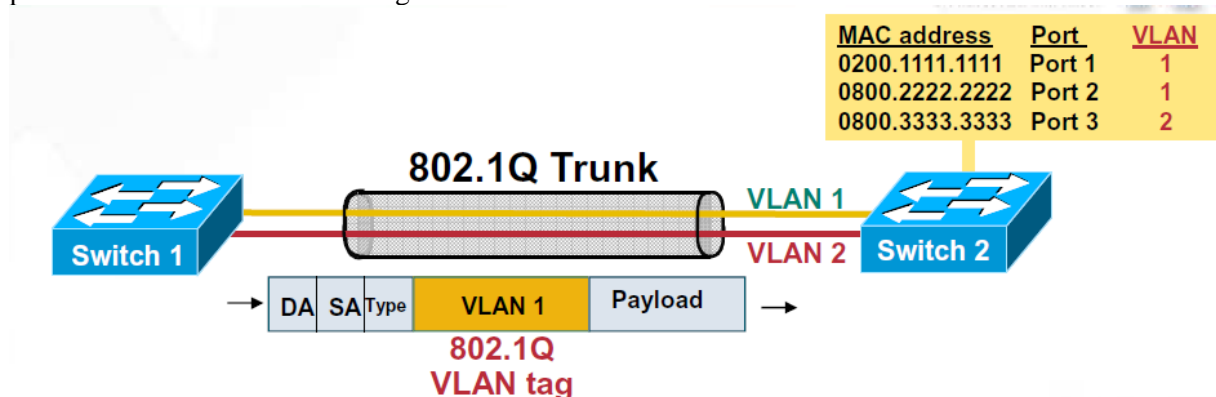 MAC address Port VLAN
0200.1111.1111 Port 1 1
0800.2222.2222 Port 2 1
0800.3333.3333 Port 3 2
802.1Q Trunk
VLAN 1
Switch 1
VLAN 2
Switch 2
DA SA Type VLAN 1 Payload
802.1Q
VLAN tag